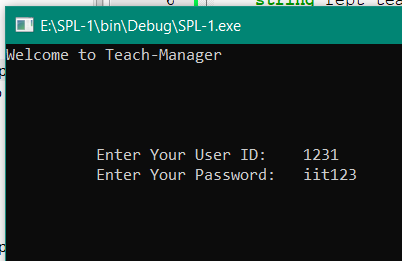 E:\SPL-1\bin\Debug\SPL-1.exe
Welcome to Teach-Manager
Enter Your User ID: 1231
Enter Your Password: iit123